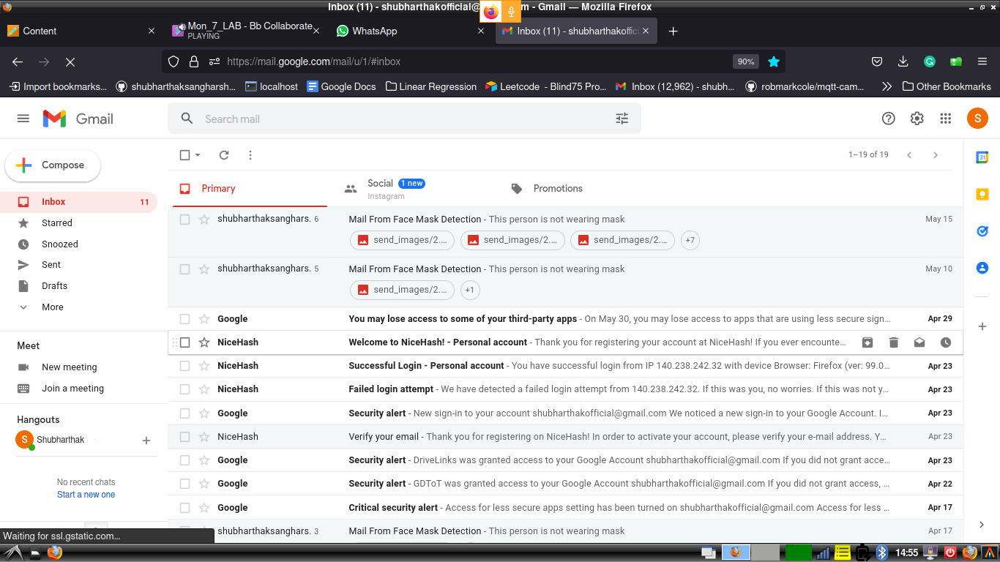 Inbox (11) - shubharthakofficial@ m - Gmail — Mozilla Firefox
Content
Mon_7_LAB - Bb Collaborate
PLAYING
WhatsApp
Inbox (11) - shubharthakoffic
https://mail.google.com/mail/u/1/#inbox
90%
Import bookmarks...
shubharthaksangharsh...
localhost
Google Docs
Linear Regression
Leetcode - Blind75 Pro...
Inbox (12,962) - shubh...
robmarkcole/mqtt-cam...
Other Bookmarks
Gmail
Search mail
S
Compose
1–19 of 19
Inbox 11
Starred
Snoozed
Sent
Drafts
More
Primary
Social 1 new
Instagram
Promotions
shubharthaksanghars. 6 Mail From Face Mask Detection - This person is not wearing mask May 15
send_images/2.... send_images/2.... send_images/2.... +7
shubharthaksanghars. 5 Mail From Face Mask Detection - This person is not wearing mask May 10
send_images/2.... +1
Google You may lose access to some of your third-party apps - On May 30, you may lose access to apps that are using less secure sign... Apr 29
NiceHash Welcome to NiceHash! - Personal account - Thank you for registering your account at NiceHash! If you ever encounte...
NiceHash Successful Login - Personal account - You have successful login from IP 140.238.242.32 with device Browser: Firefox (ver: 99.0... Apr 23
NiceHash Failed login attempt - We have detected a failed login attempt from 140.238.242.32. If this was you, no worries. If this was not y... Apr 23
Google Security alert - New sign-in to your account shubharthakofficial@gmail.com We noticed a new sign-in to your Google Account. I... Apr 23
NiceHash Verify your email - Thank you for registering on NiceHash! In order to activate your account, please verify your e-mail address. Y... Apr 23
Google Security alert - DriveLinks was granted access to your Google Account shubharthakofficial@gmail.com If you did not grant acce... Apr 23
Google Security alert - GDToT was granted access to your Google Account shubharthakofficial@gmail.com If you did not grant access, ... Apr 22
Google Critical security alert - Access for less secure apps setting has been turned on shubharthakofficial@gmail.com Access for less ... Apr 17
shubharthaksanghars. 3 Mail From Face Mask Detection - This person is not wearing mask Apr 17
Meet
New meeting
Join a meeting
Hangouts
S Shubharthak
No recent chats
Start a new one
31
Waiting for ssl.gstatic.com...
14:55